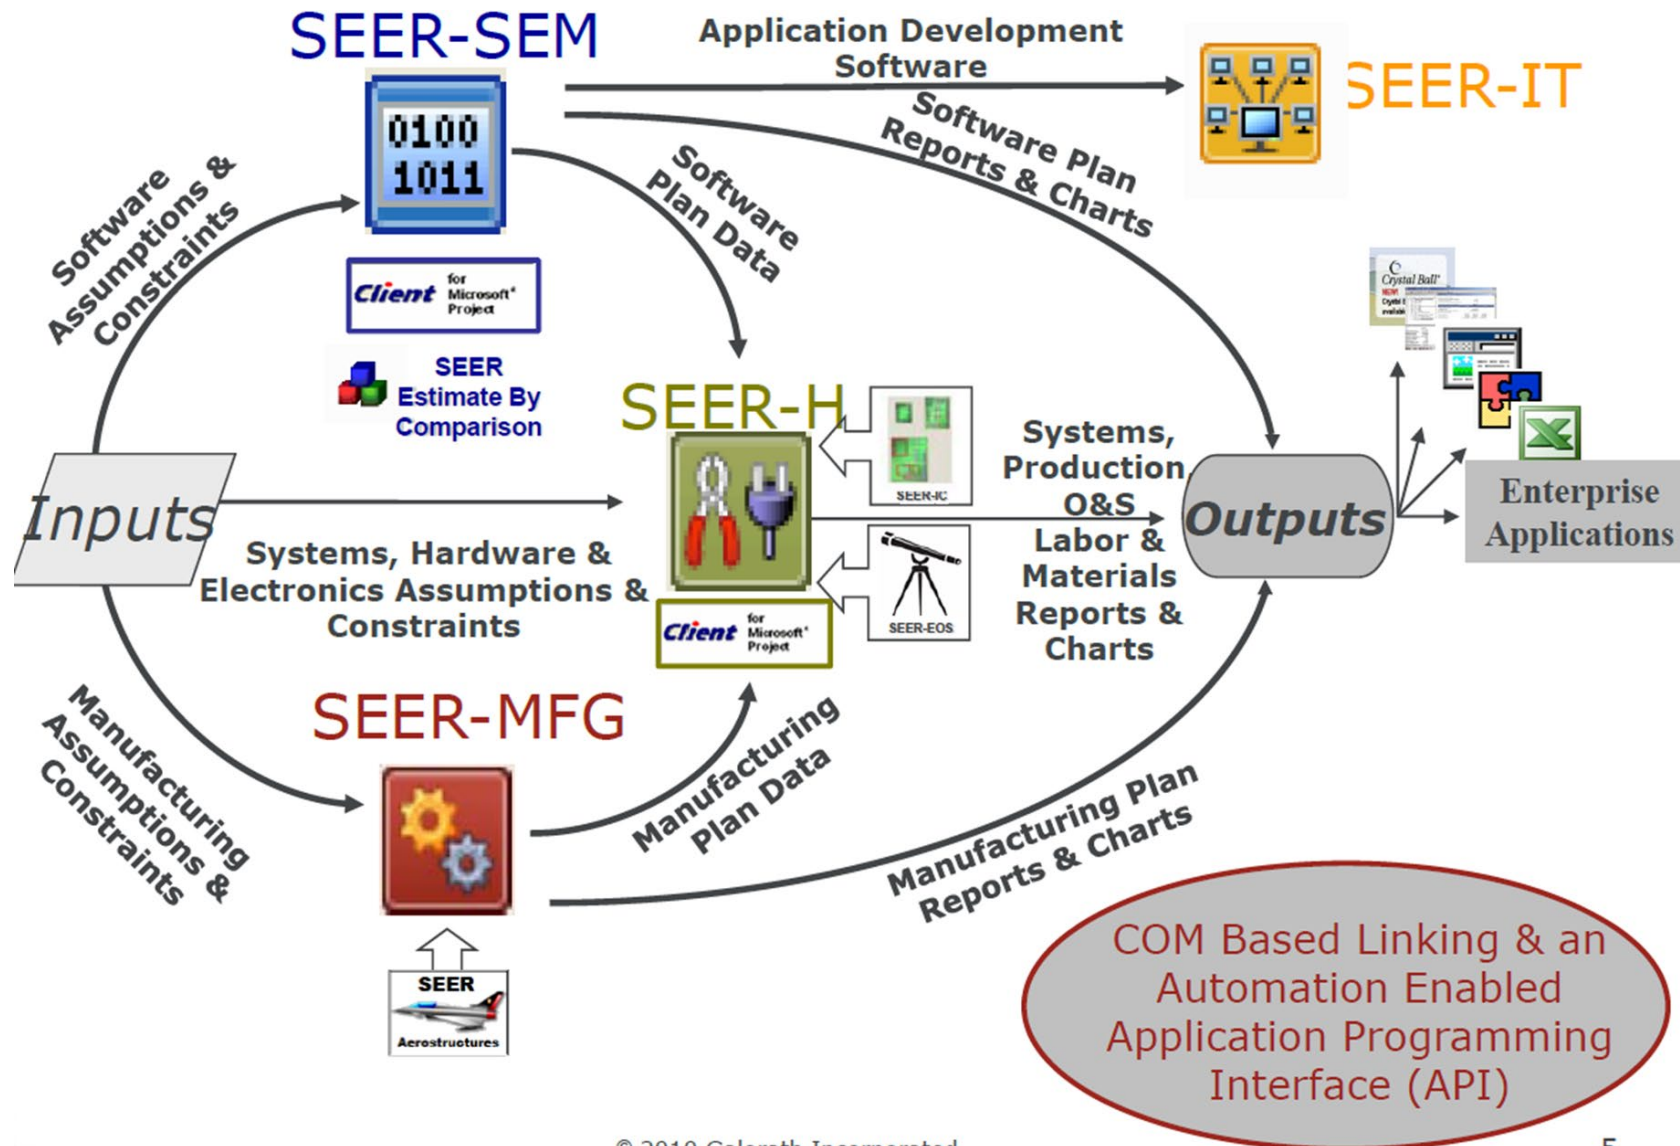 SEER-SEM
Application Development
Software
SEER-IT
0100
1011
Software
Assumptions &
Constraints
Software
Plan Data
Software Plan
Reports & Charts
Client for
Microsoft®
Project
SEER
Estimate By
Comparison
Crystal Ball®
SEER-H
SEER-IC
Systems,
Production,
O&S
Labor &
Materials
Reports &
Charts
Inputs
Systems, Hardware &
Electronics Assumptions &
Constraints
SEER-EOS
Client for
Microsoft®
Project
Outputs
Enterprise
Applications
SEER-MFG
Manufacturing
Assumptions &
Constraints
Manufacturing
Plan Data
Manufacturing Plan
Reports & Charts
SEER
Aerostructures
COM Based Linking & an
Automation Enabled
Application Programming
Interface (API)